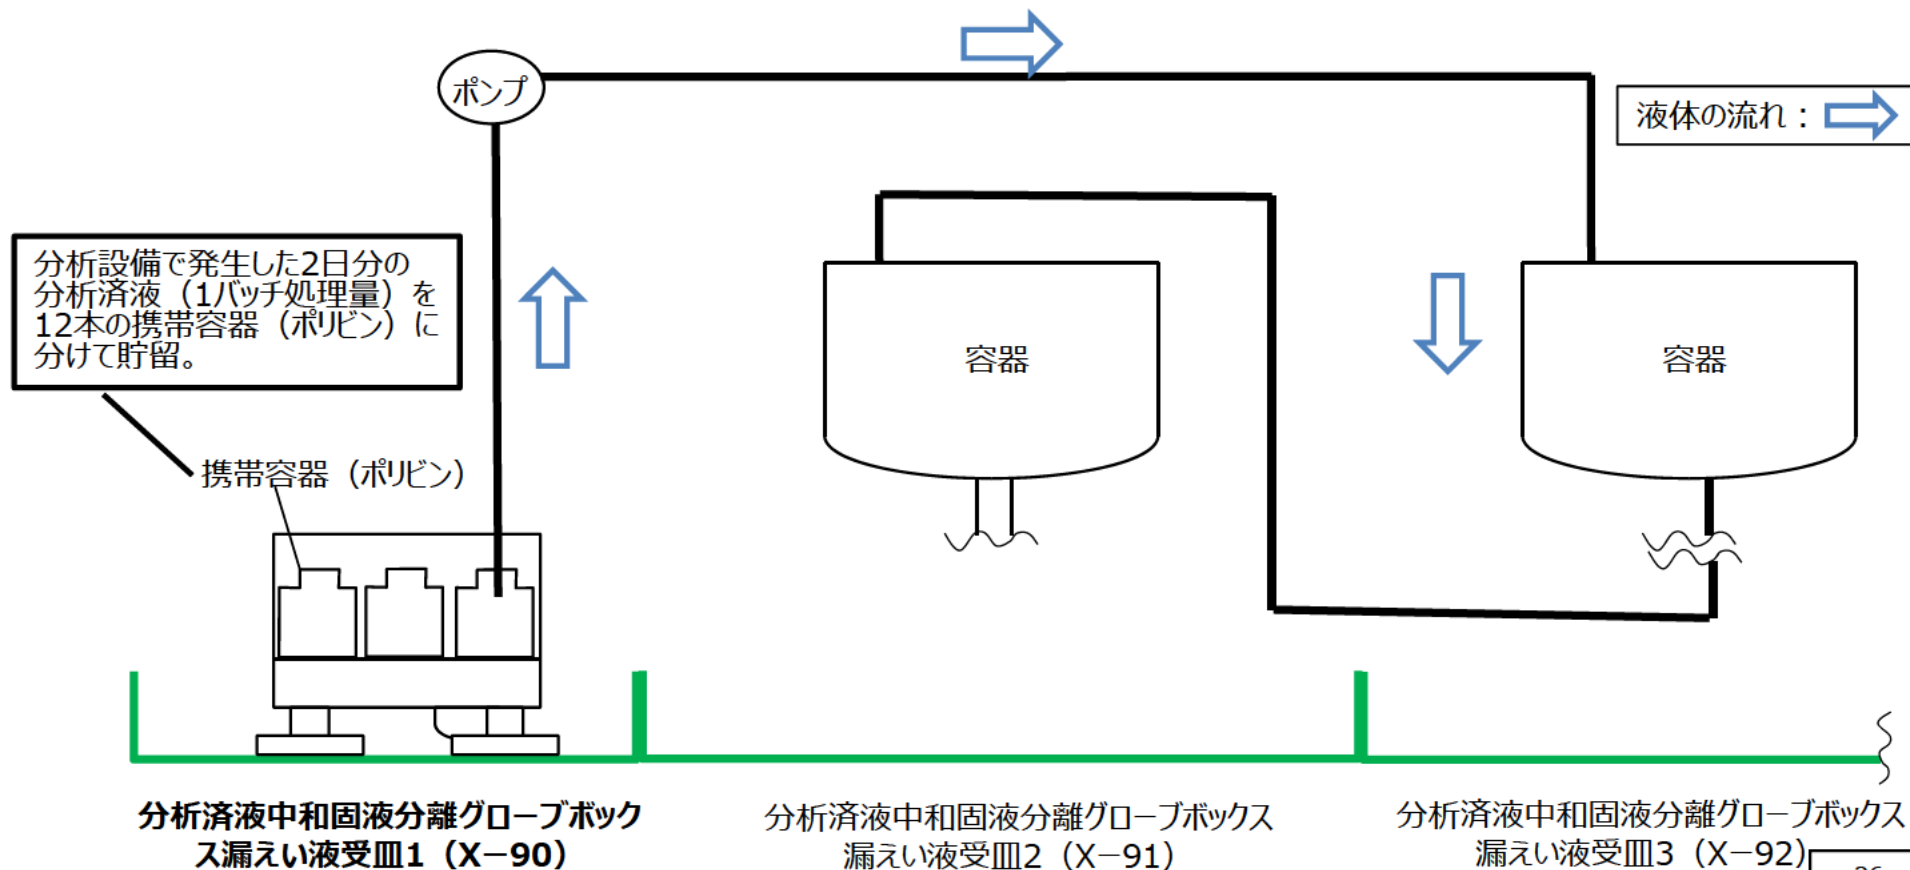 ポンプ
液体の流れ：
分析設備で発生した2日分の
分析済液（1バッチ処理量）を
12本の携帯容器（ポリビン）に
分けて貯留。
容器
容器
携帯容器（ポリビン）
分析済液中和固液分離グローブボック
ス漏えい液受皿1（X－90）
分析済液中和固液分離グローブボックス
漏えい液受皿2（X－91）
分析済液中和固液分離グローブボックス
漏えい液受皿3（X－92）